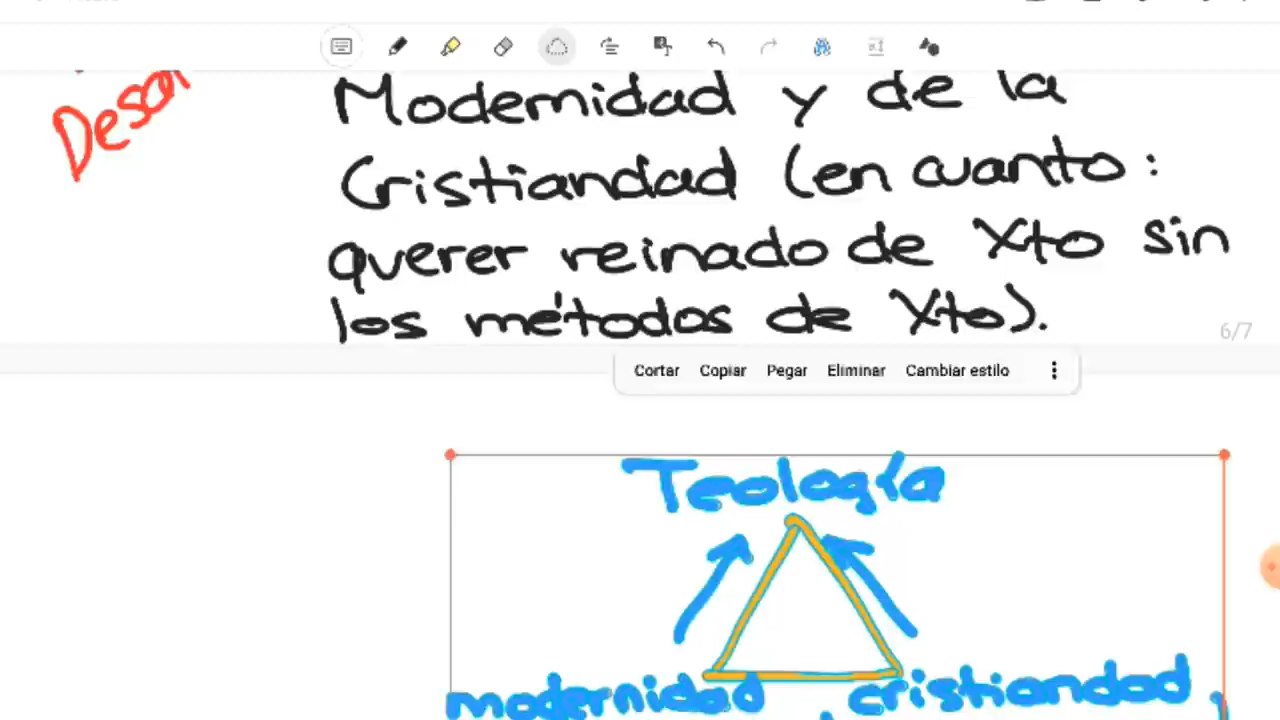 Modernidad y de la
Desar
Cristiandad (en cuanto:
querer reinado de Xto sin
los métodos de Xto).
6/7
Cortar Copiar Pegar Eliminar Cambiar estilo
Teología
modernidad cristiandad